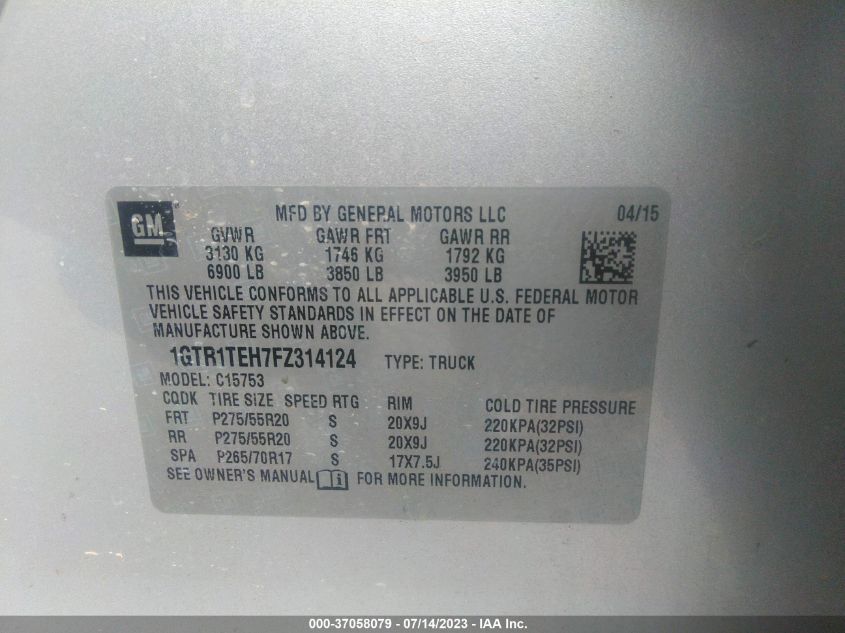 GM
MFD BY GENERAL MOTORS LLC 04/15
GVWR GAWR FRT GAWR RR
3130 KG 1746 KG 1792 KG
6900 LB 3850 LB 3950 LB
THIS VEHICLE CONFORMS TO ALL APPLICABLE U.S. FEDERAL MOTOR
VEHICLE SAFETY STANDARDS IN EFFECT ON THE DATE OF
MANUFACTURE SHOWN ABOVE.
1GTR1TEH7FZ314124 TYPE: TRUCK
MODEL: C15753
CQDK TIRE SIZE SPEED RTG RIM COLD TIRE PRESSURE
FRT P275/55R20 S 20X9J 220KPA(32PSI)
RR P275/55R20 S 20X9J 220KPA(32PSI)
SPA P265/70R17 S 17X7.5J 240KPA(35PSI)
SEE OWNER'S MANUAL i FOR MORE INFORMATION.
000-37058079 - 07/14/2023 - IAA Inc.